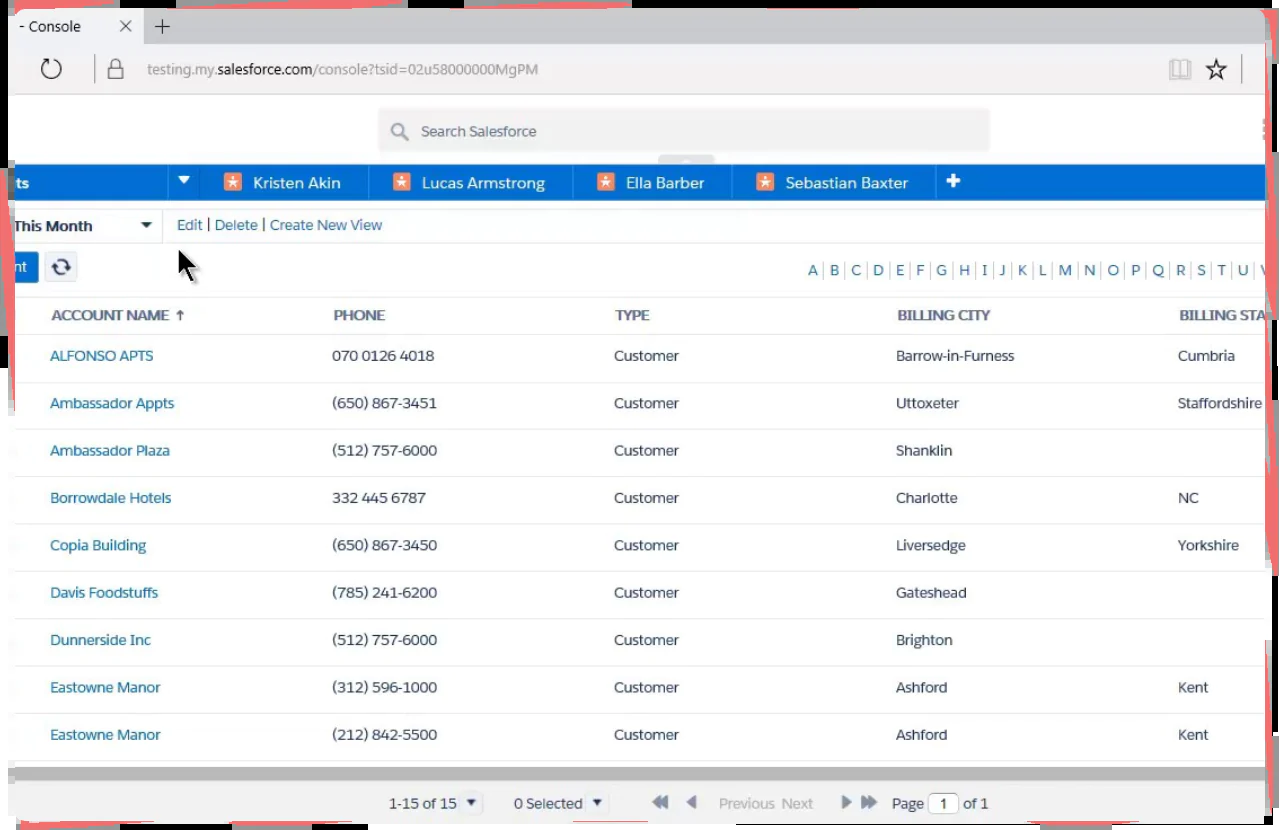 - Console
testing.my.salesforce.com/console?tsid=02u58000000MgPM
Search Salesforce
ts Kristen Akin Lucas Armstrong Ella Barber Sebastian Baxter
This Month Edit | Delete | Create New View
nt A B C D E F G H I J K L M N O P Q R S T U
ACCOUNT NAME PHONE TYPE BILLING CITY BILLING STA
ALFONSO APTS 070 0126 4018 Customer Barrow-in-Furness Cumbria
Ambassador Appts (650) 867-3451 Customer Uttoxeter Staffordshire
Ambassador Plaza (512) 757-6000 Customer Shanklin
Borrowdale Hotels 332 445 6787 Customer Charlotte NC
Copia Building (650) 867-3450 Customer Liversedge Yorkshire
Davis Foodstuffs (785) 241-6200 Customer Gateshead
Dunnerside Inc (512) 757-6000 Customer Brighton
Eastowne Manor (312) 596-1000 Customer Ashford Kent
Eastowne Manor (212) 842-5500 Customer Ashford Kent
1-15 of 15 0 Selected Previous Next Page 1 of 1